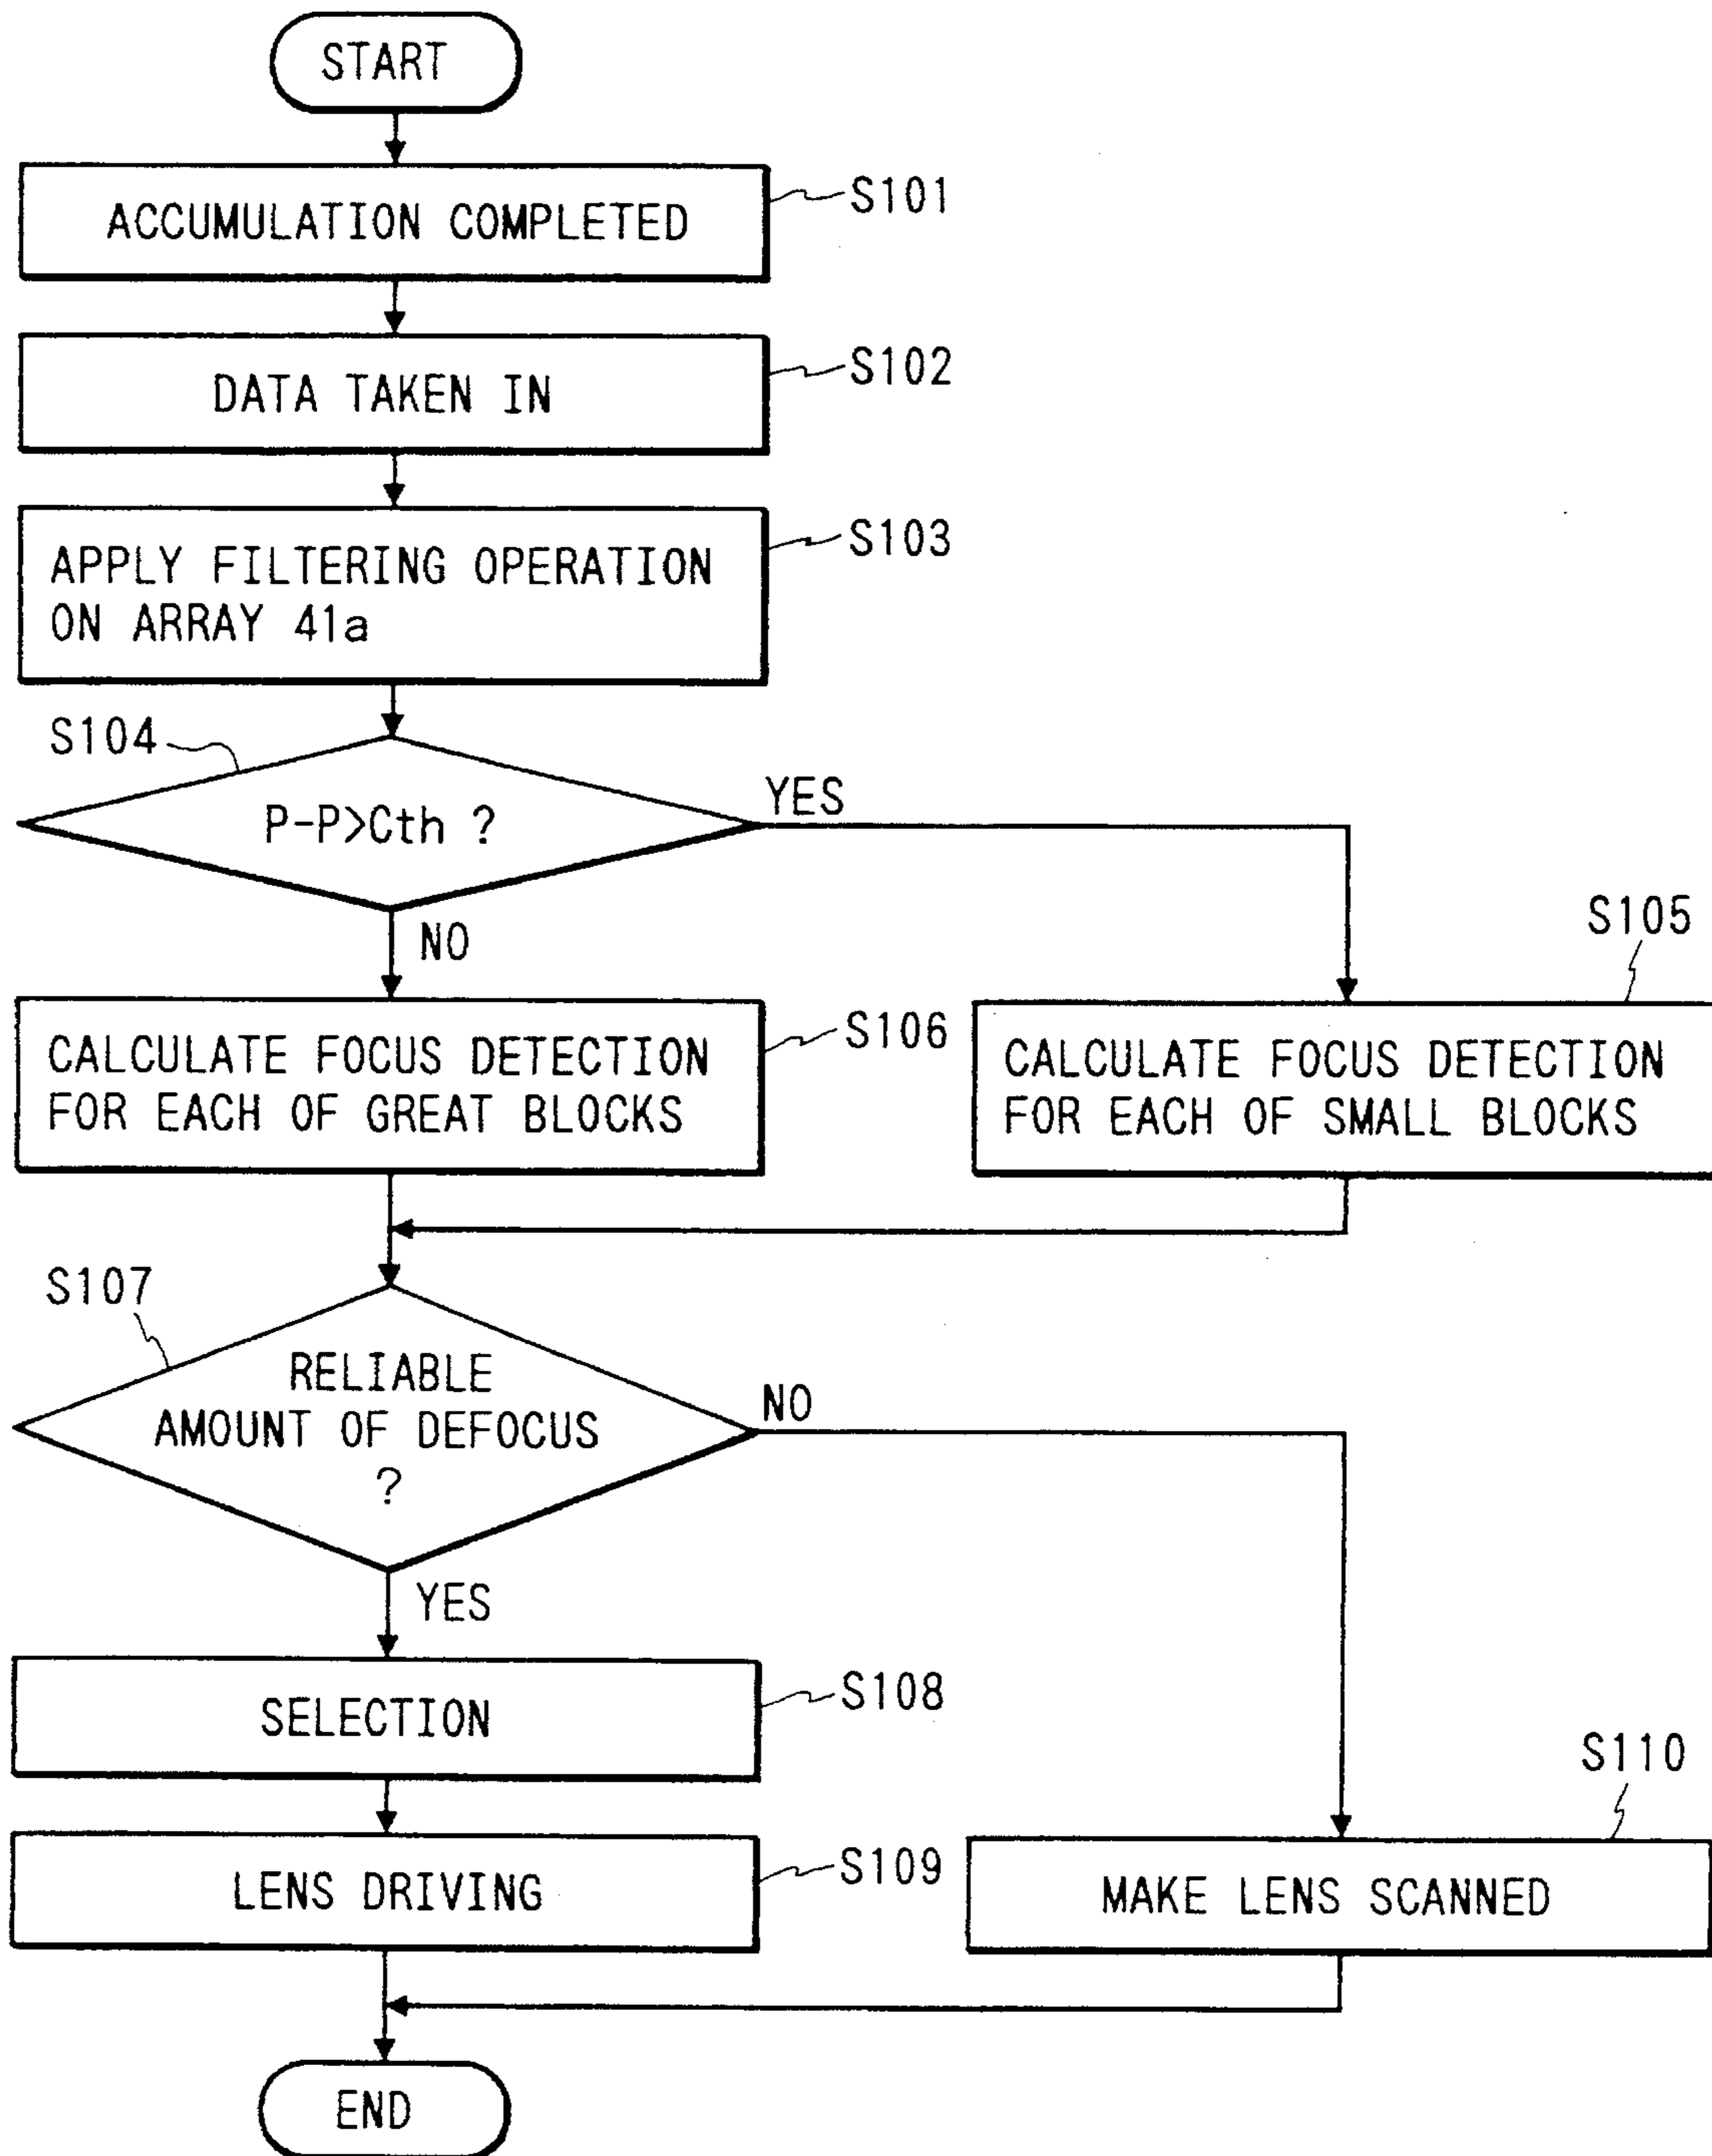 START
ACCUMULATION COMPLETED
S101
DATA TAKEN IN
S102
APPLY FILTERING OPERATION
ON ARRAY 41a
S103
S104
P-P>Cth ?
YES
NO
S105
CALCULATE FOCUS DETECTION
FOR EACH OF GREAT BLOCKS
S106
CALCULATE FOCUS DETECTION
FOR EACH OF SMALL BLOCKS
S107
RELIABLE
AMOUNT OF DEFOCUS
?
NO
YES
SELECTION
S108
S110
LENS DRIVING
S109
MAKE LENS SCANNED
END